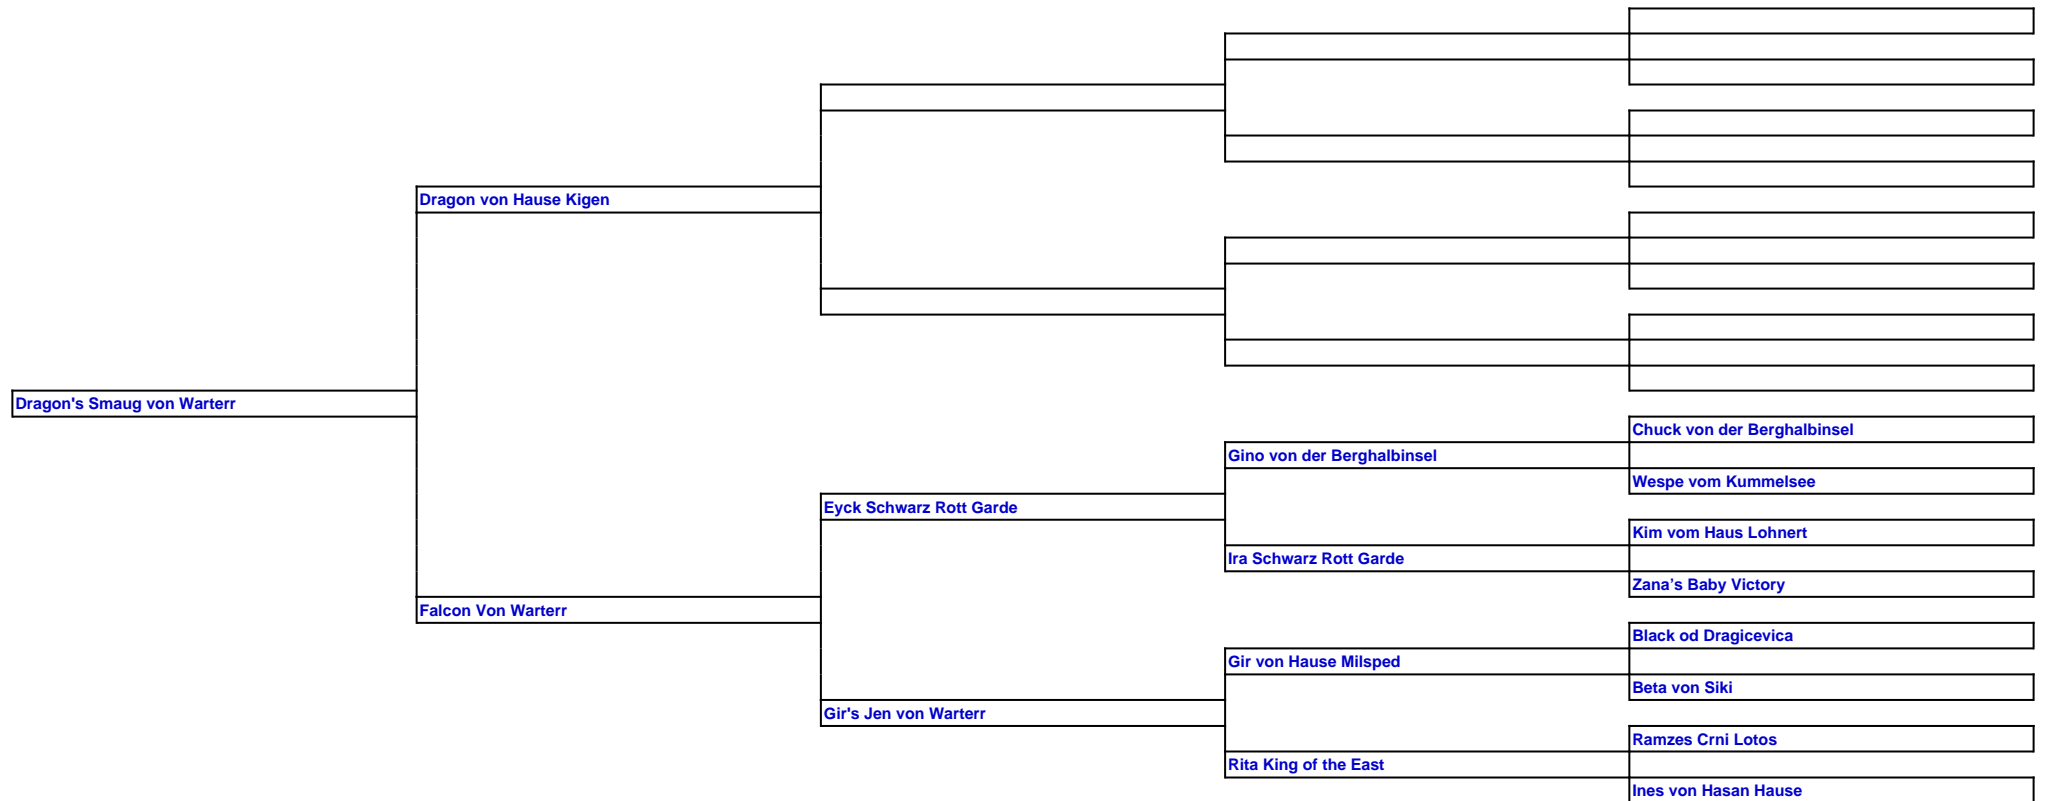 Dragon von Hause Kigen
Dragon's Smaug von Warterr
Chuck von der Berghalbinsel
Gino von der Berghalbinsel
Wespe vom Kummelsee
Eyck Schwarz Rott Garde
Kim vom Haus Lohnert
Ira Schwarz Rott Garde
Zana’s Baby Victory
Falcon Von Warterr
Black od Dragicevica
Gir von Hause Milsped
Beta von Siki
Gir's Jen von Warterr
Ramzes Crni Lotos
Rita King of the East
Ines von Hasan Hause